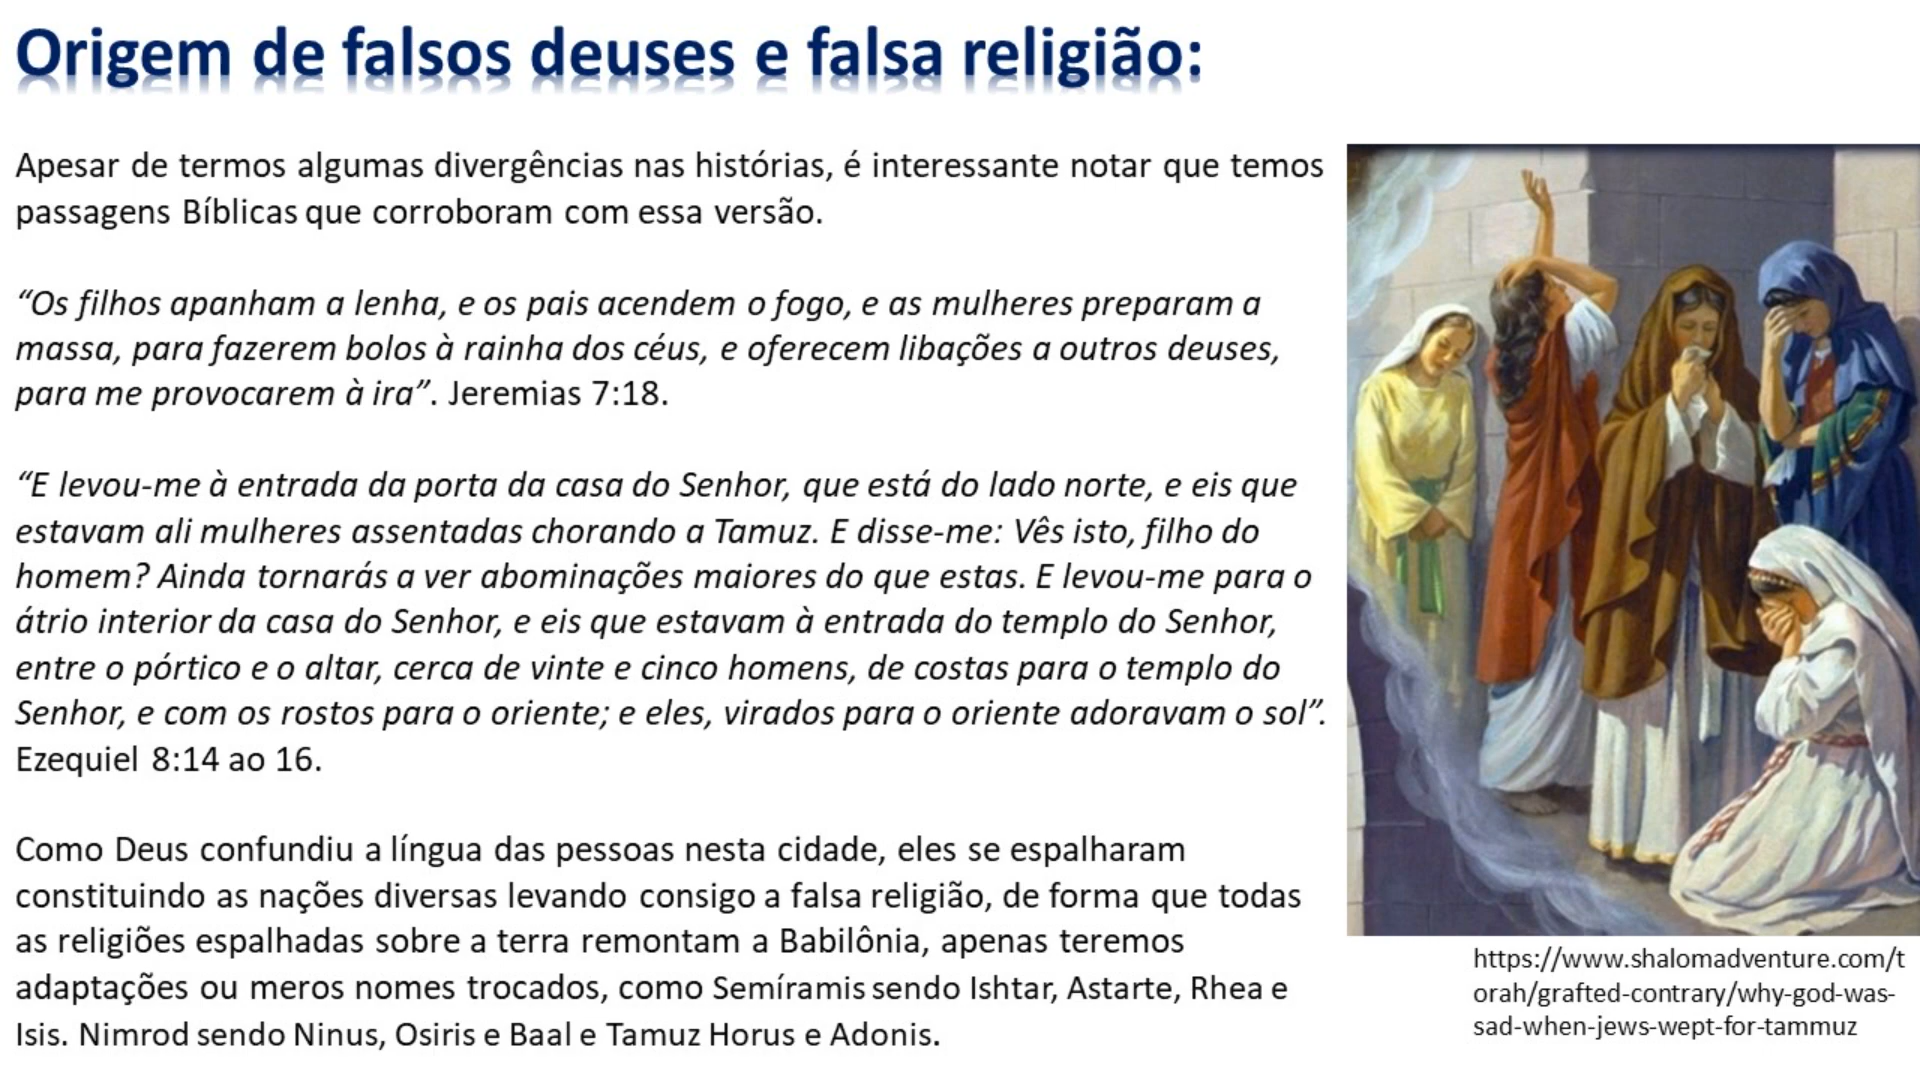 Origem de falsos deuses e falsa religião:
Apesar de termos algumas divergências nas histórias, é interessante notar que temos
passagens Bíblicas que corroboram com essa versão.
“Os filhos apanham a lenha, e os pais acendem o fogo, e as mulheres preparam a
massa, para fazerem bolos à rainha dos céus, e oferecem libações a outros deuses,
para me provocarem à ira”. Jeremias 7:18.
“E levou-me à entrada da porta da casa do Senhor, que está do lado norte, e eis que
estavam ali mulheres assentadas chorando a Tamuz. E disse-me: Vês isto, filho do
homem? Ainda tornarás a ver abominações maiores do que estas. E levou-me para o
átrio interior da casa do Senhor, e eis que estavam à entrada do templo do Senhor,
entre o pórtico e o altar, cerca de vinte e cinco homens, de costas para o templo do
Senhor, e com os rostos para o oriente; e eles, virados para o oriente adoravam o sol”.
Ezequiel 8:14 ao 16.
Como Deus confundiu a língua das pessoas nesta cidade, eles se espalharam
constituindo as nações diversas levando consigo a falsa religião, de forma que todas
as religiões espalhadas sobre a terra remontam a Babilônia, apenas teremos
adaptações ou meros nomes trocados, como Semíramis sendo Ishtar, Astarte, Rhea e
Isis. Nimrod sendo Ninus, Osiris e Baal e Tamuz Horus e Adonis.
https://www.shalomadventure.com/t
orah/grafted-contrary/why-god-was-
sad-when-jews-wept-for-tammuz